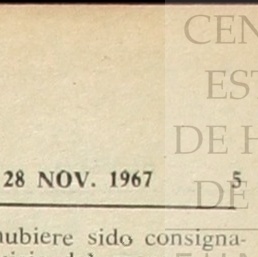 CEN
EST
DE H
28 NOV. 1967 5
DE
hubiere sido consigna-